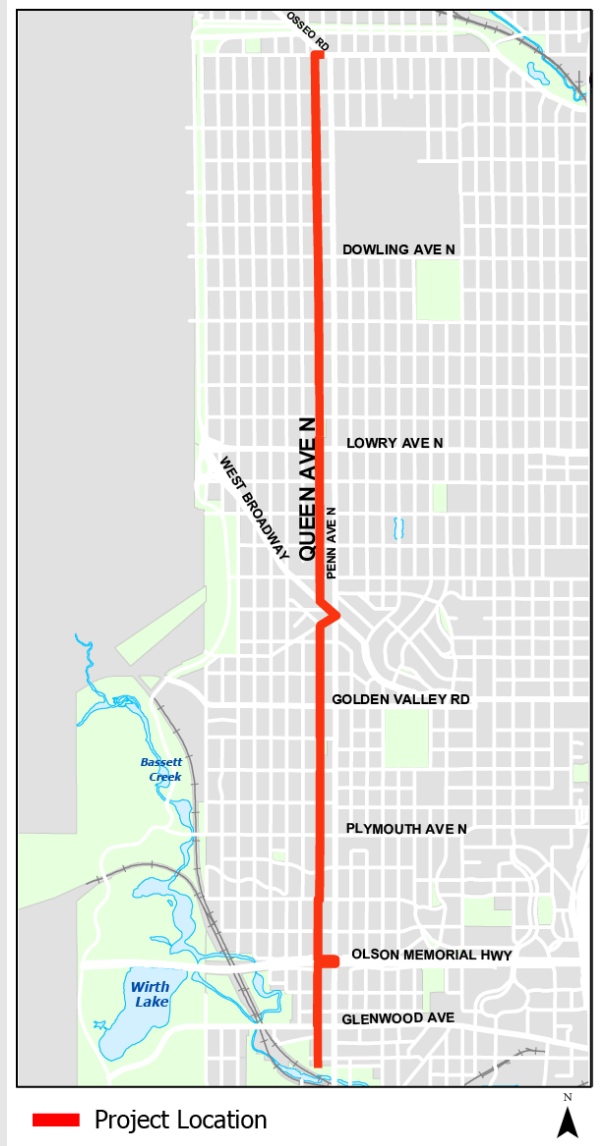 OSSEO RD
DOWLING AVE N
QUEEN AVE N
LOWRY AVE N
WEST BROADWAY
PENN AVE N
GOLDEN VALLEY RD
Bassett
Creek
PLYMOUTH AVE N
OLSON MEMORIAL HWY
Wirth
Lake
GLENWOOD AVE
Project Location
N